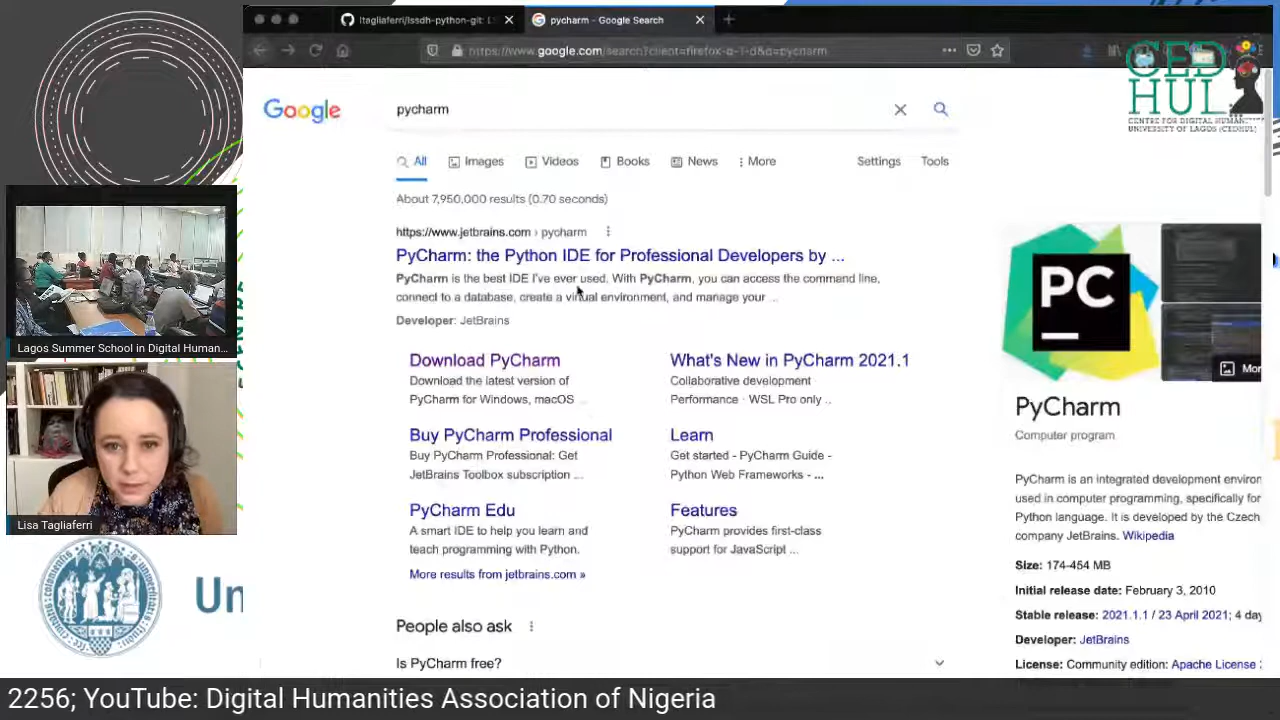 ltagliaferri/lssdh-python-git: L
pycharm - Google Search
https://www.google.com/search?client=firefox-b-1-d&q=pycharm
CED
HUL
CENTRE FOR DIGITAL
UNIVERSITY OF LAGOS (CEDHUL)
Google
pycharm
All
Images
Videos
Books
News
More
Settings
Tools
About 7,950,000 results (0.70 seconds)
https://www.jetbrains.com › pycharm
PyCharm: the Python IDE for Professional Developers by ...
PyCharm is the best IDE I've ever used. With PyCharm, you can access the command line,
connect to a database, create a virtual environment, and manage your ...
Developer: JetBrains
Download PyCharm
Download the latest version of
PyCharm for Windows, macOS ...
What's New in PyCharm 2021.1
Collaborative development
Performance · WSL Pro only ...
Buy PyCharm Professional
Buy PyCharm Professional: Get
JetBrains Toolbox subscription ...
Learn
Get started - PyCharm Guide -
Python Web Frameworks - ...
PyCharm Edu
A smart IDE to help you learn and
teach programming with Python.
Features
PyCharm provides first-class
support for JavaScript ...
More results from jetbrains.com »
People also ask
Is PyCharm free?
PC
Mor
PyCharm
Computer program
PyCharm is an integrated development environ
used in computer programming, specifically for
Python language. It is developed by the Czech
company JetBrains. Wikipedia
Size: 174-454 MB
Initial release date: February 3, 2010
Stable release: 2021.1.1 / 23 April 2021; 4 day
Developer: JetBrains
License: Community edition: Apache License
Lagos Summer School in Digital Human...
Lisa Tagliaferri
Un
2256; YouTube: Digital Humanities Association of Nigeria